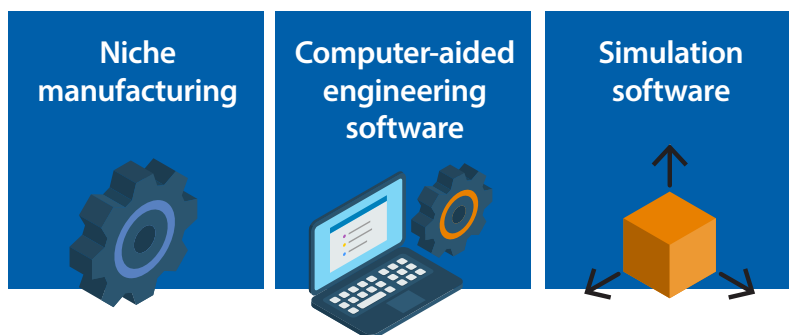 Niche
manufacturing
Computer-aided
engineering
software
Simulation
software